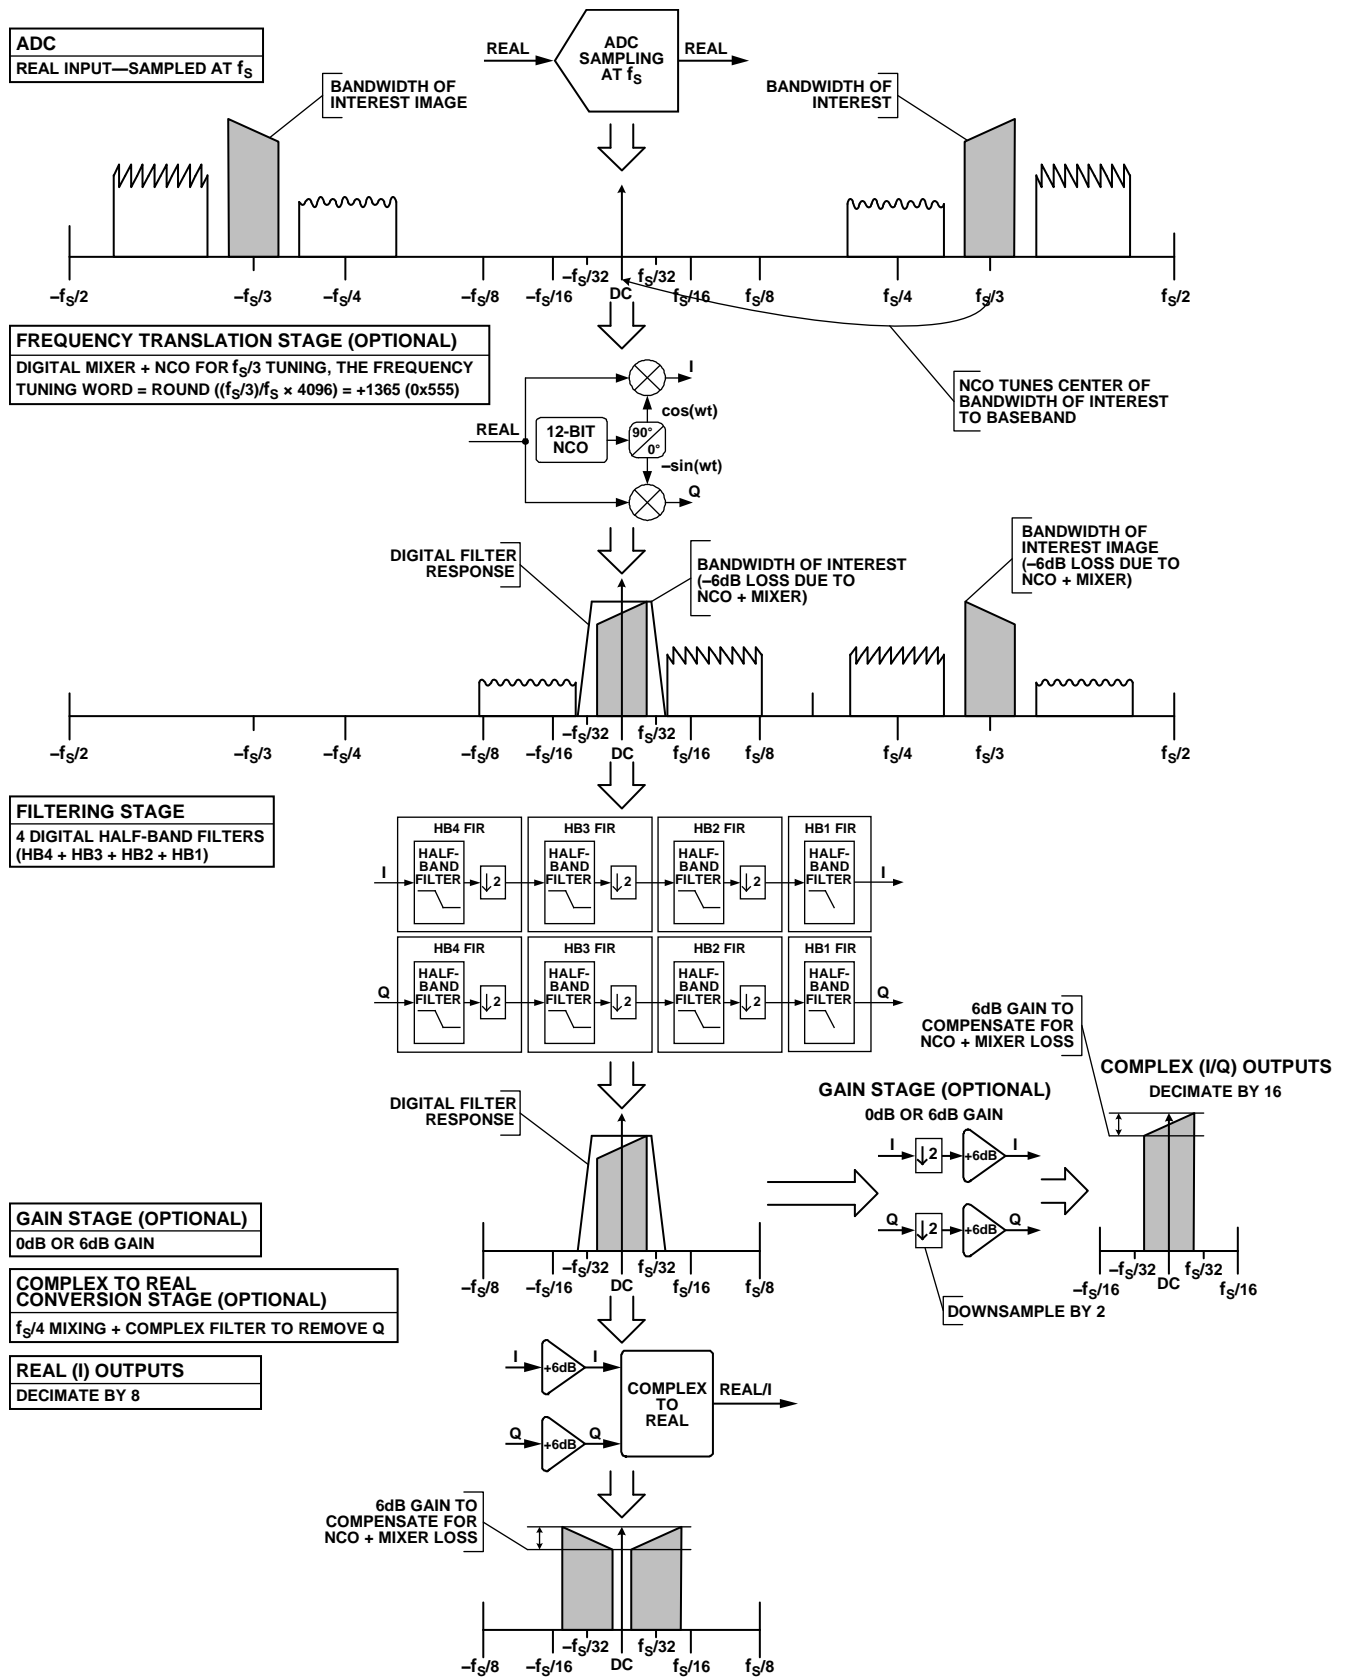 ADC
REAL INPUT—SAMPLED AT fS
REAL
ADC
SAMPLING
AT fS
REAL
BANDWIDTH OF
INTEREST IMAGE
BANDWIDTH OF
INTEREST
–fS/2
–fS/3
–fS/4
–fS/8
–fS/16
–fS/32
DC
fS/32
fS/16
fS/8
fS/4
fS/3
fS/2
FREQUENCY TRANSLATION STAGE (OPTIONAL)
DIGITAL MIXER + NCO FOR fS/3 TUNING, THE FREQUENCY
TUNING WORD = ROUND ((fS/3)/fS × 4096) = +1365 (0x555)
NCO TUNES CENTER OF
BANDWIDTH OF INTEREST
TO BASEBAND
I
cos(wt)
REAL
12-BIT
NCO
90°
0°
–sin(wt)
Q
DIGITAL FILTER
RESPONSE
BANDWIDTH OF INTEREST
(–6dB LOSS DUE TO
NCO + MIXER)
BANDWIDTH OF
INTEREST IMAGE
(–6dB LOSS DUE TO
NCO + MIXER)
–fS/2
–fS/3
–fS/4
–fS/8
–fS/16
–fS/32
DC
fS/32
fS/16
fS/8
fS/4
fS/3
fS/2
FILTERING STAGE
4 DIGITAL HALF-BAND FILTERS
(HB4 + HB3 + HB2 + HB1)
HB4 FIR
HB3 FIR
HB2 FIR
HB1 FIR
I
HALF-
BAND
FILTER
2
HALF-
BAND
FILTER
2
HALF-
BAND
FILTER
2
HALF-
BAND
FILTER
I
HB4 FIR
HB3 FIR
HB2 FIR
HB1 FIR
Q
HALF-
BAND
FILTER
2
HALF-
BAND
FILTER
2
HALF-
BAND
FILTER
2
HALF-
BAND
FILTER
Q
6dB GAIN TO
COMPENSATE FOR
NCO + MIXER LOSS
COMPLEX (I/Q) OUTPUTS
DECIMATE BY 16
GAIN STAGE (OPTIONAL)
0dB OR 6dB GAIN
DIGITAL FILTER
RESPONSE
I
2
+6dB
I
Q
2
+6dB
Q
DOWNSAMPLE BY 2
–fS/16
–fS/32
DC
fS/32
fS/16
GAIN STAGE (OPTIONAL)
0dB OR 6dB GAIN
–fS/8
–fS/16
–fS/32
DC
fS/32
fS/16
fS/8
COMPLEX TO REAL
CONVERSION STAGE (OPTIONAL)
fS/4 MIXING + COMPLEX FILTER TO REMOVE Q
REAL (I) OUTPUTS
DECIMATE BY 8
I
+6dB
I
Q
+6dB
Q
COMPLEX
TO
REAL
REAL/I
6dB GAIN TO
COMPENSATE FOR
NCO + MIXER LOSS
–fS/8
–fS/16
–fS/32
DC
fS/32
fS/16
fS/8